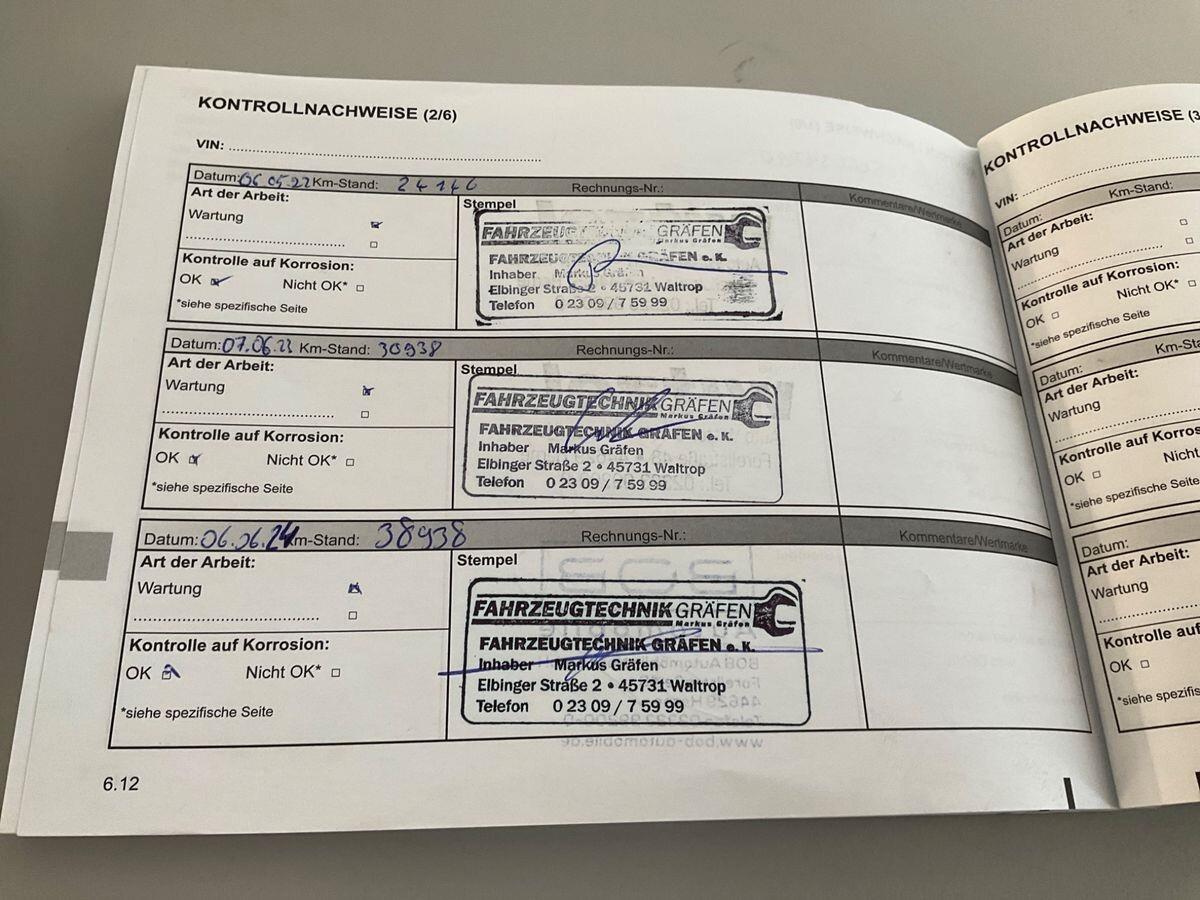 KONTROLLNACHWEISE (2/6)
VIN: ........................................
Datum: 06.05.22 Km-Stand: 24146 Rechnungs-Nr.: Kommentare/Wertmarke
Art der Arbeit:
Wartung
Kontrolle auf Korrosion:
OK Nicht OK*
*siehe spezifische Seite
Stempel
FAHRZEUGTECHNIK GRÄFEN
Markus Gräfen
FAHRZEUGTECHNIK GRÄFEN e. K.
Inhaber Markus Gräfen
Elbinger Straße 2 • 45731 Waltrop
Telefon 0 23 09 / 7 59 99
Datum: 07.06.23 Km-Stand: 30938 Rechnungs-Nr.: Kommentare/Wertmarke
Art der Arbeit:
Wartung
Kontrolle auf Korrosion:
OK Nicht OK*
*siehe spezifische Seite
Stempel
FAHRZEUGTECHNIK GRÄFEN
Markus Gräfen
FAHRZEUGTECHNIK GRÄFEN e. K.
Inhaber Markus Gräfen
Elbinger Straße 2 • 45731 Waltrop
Telefon 0 23 09 / 7 59 99
Datum: 06.06.24 Km-Stand: 38938 Rechnungs-Nr.: Kommentare/Wertmarke
Art der Arbeit:
Wartung
Kontrolle auf Korrosion:
OK Nicht OK*
*siehe spezifische Seite
Stempel
FAHRZEUGTECHNIK GRÄFEN
Markus Gräfen
FAHRZEUGTECHNIK GRÄFEN e. K.
Inhaber Markus Gräfen
Elbinger Straße 2 • 45731 Waltrop
Telefon 0 23 09 / 7 59 99
6.12
KONTROLLNACHWEISE (3
VIN:
Datum: Km-Stand:
Art der Arbeit:
Wartung
Kontrolle auf Korrosion:
OK Nicht OK*
*siehe spezifische Seite
Datum: Km-Sta
Art der Arbeit:
Wartung
Kontrolle auf Korros
OK Nicht
*siehe spezifische Seite
Datum:
Art der Arbeit:
Wartung
Kontrolle auf Ko
OK
*siehe spezifis